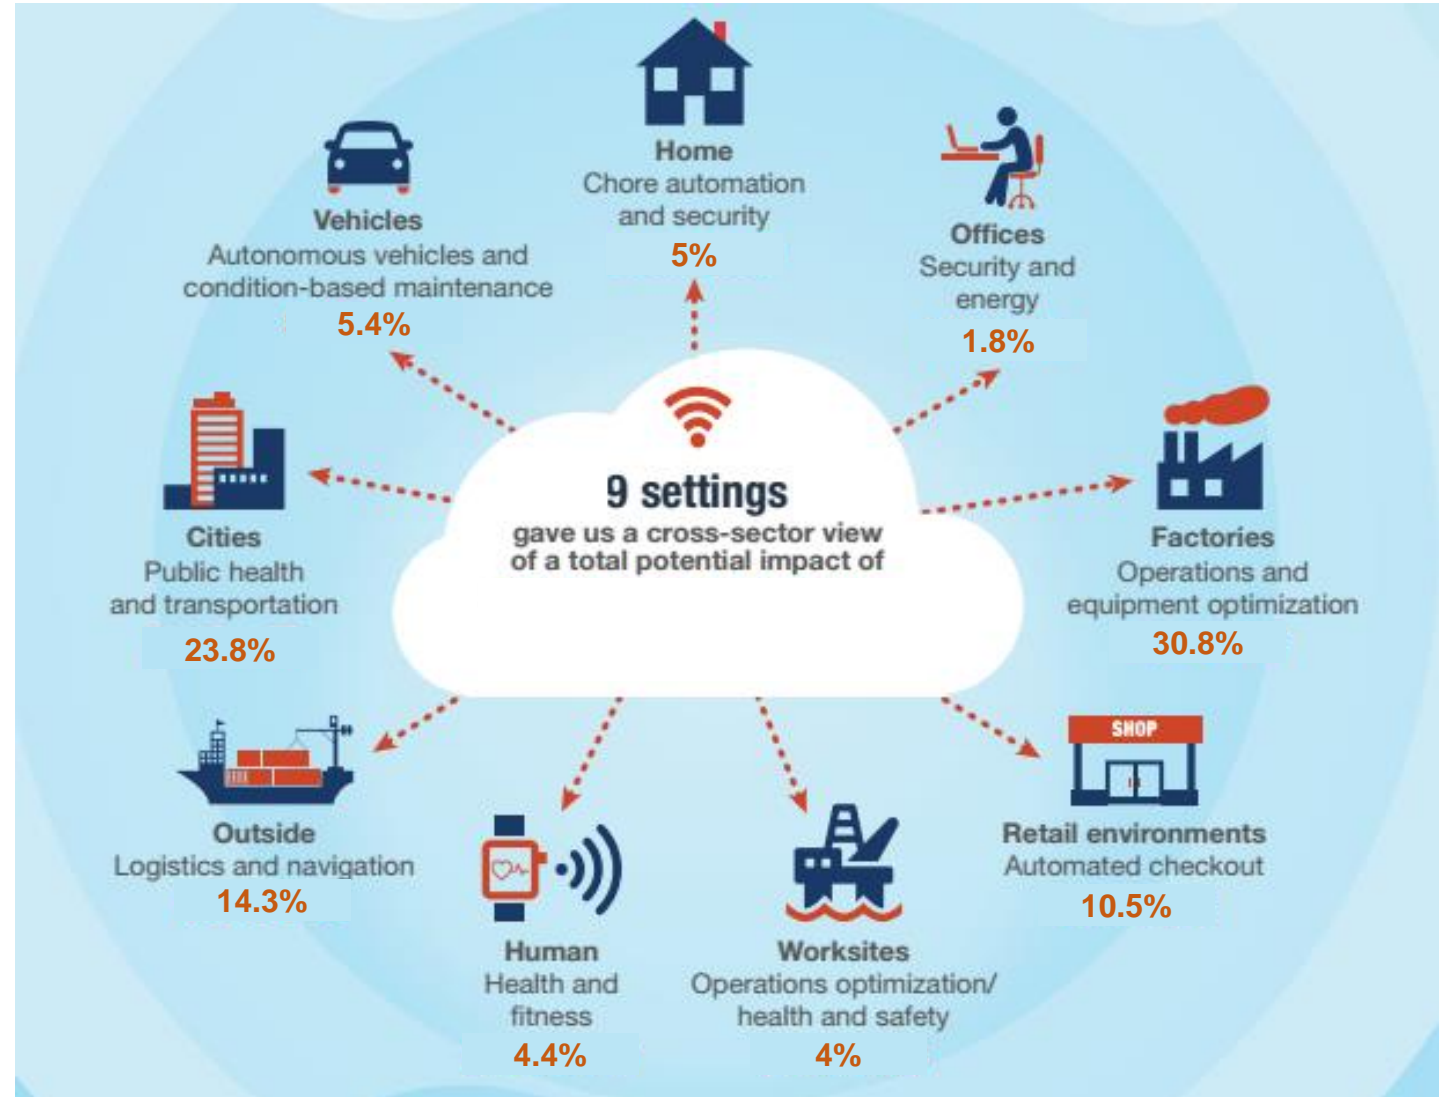 Home
Chore automation
and security
5%
Vehicles
Autonomous vehicles and
condition-based maintenance
5.4%
Offices
Security and
energy
1.8%
9 settings
gave us a cross-sector view
of a total potential impact of
Cities
Public health
and transportation
23.8%
Factories
Operations and
equipment optimization
30.8%
Outside
Logistics and navigation
14.3%
SHOP
Retail environments
Automated checkout
10.5%
Human
Health and
fitness
4.4%
Worksites
Operations optimization/
health and safety
4%